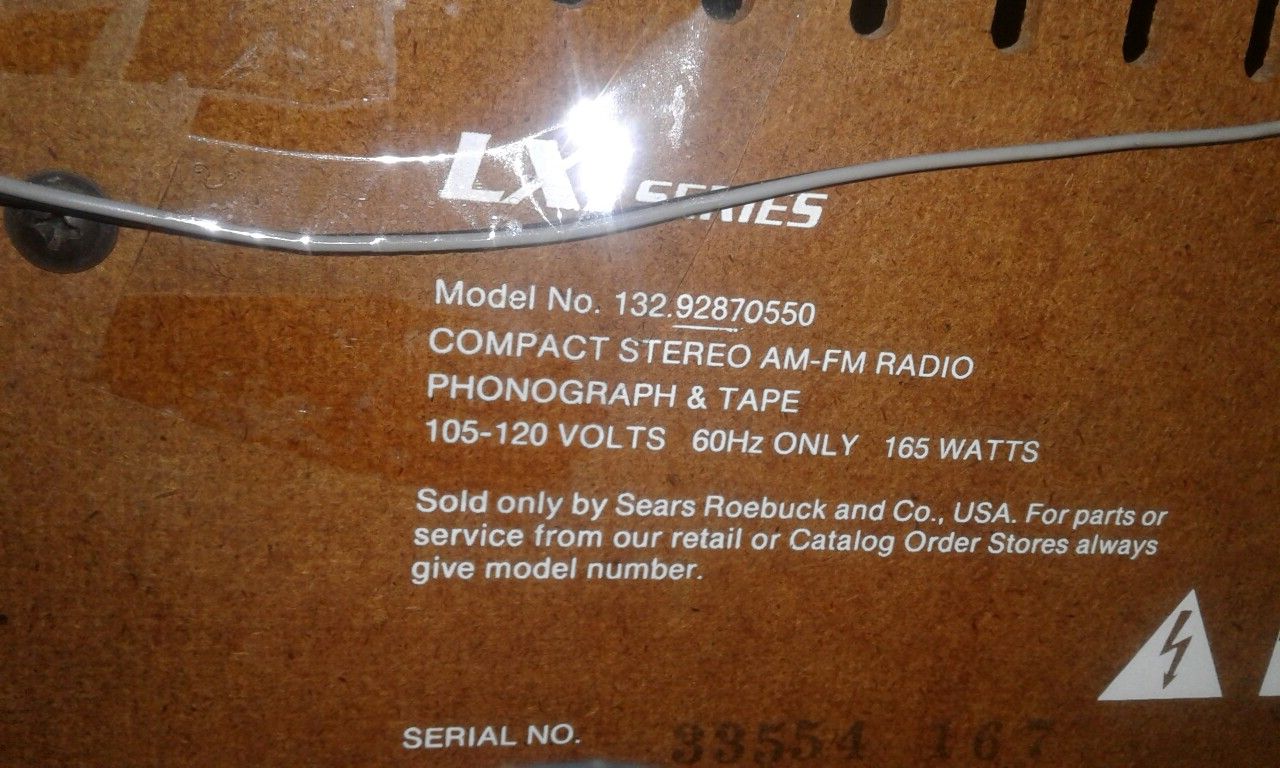 LXI SERIES
Model No. 132.92870550
COMPACT STEREO AM-FM RADIO
PHONOGRAPH & TAPE
105-120 VOLTS 60Hz ONLY 165 WATTS
Sold only by Sears Roebuck and Co., USA. For parts or
service from our retail or Catalog Order Stores always
give model number.
SERIAL NO. 33554 167